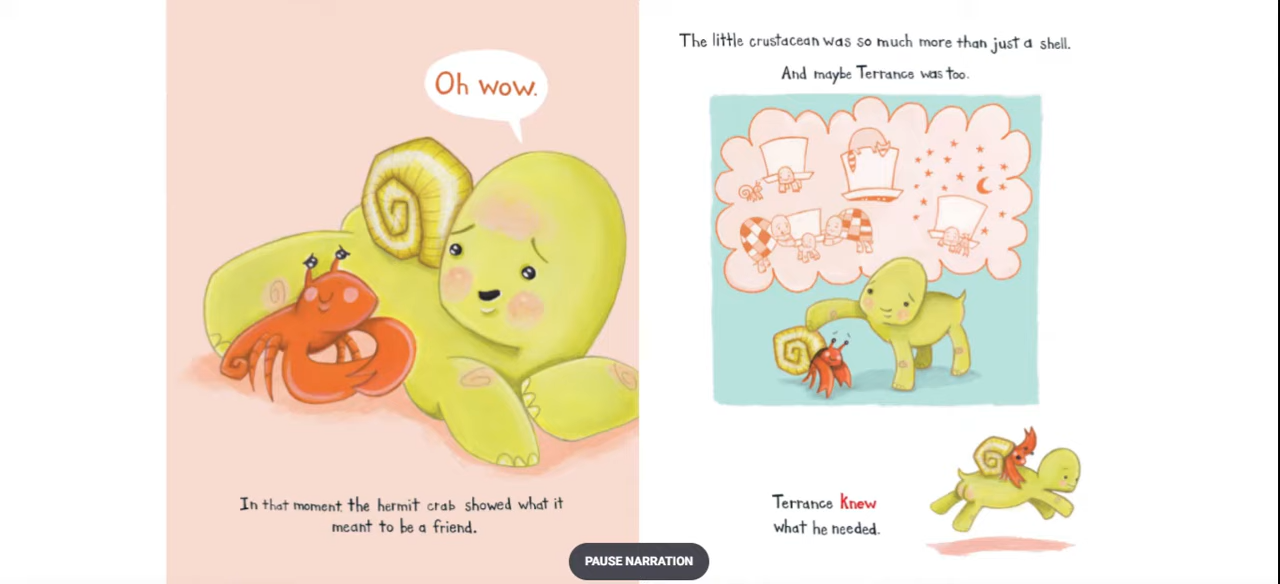 Oh wow.
In that moment the hermit crab showed what it
meant to be a friend.
The little crustacean was so much more than just a shell.
And maybe Terrance was too.
Terrance knew
what he needed.
PAUSE NARRATION